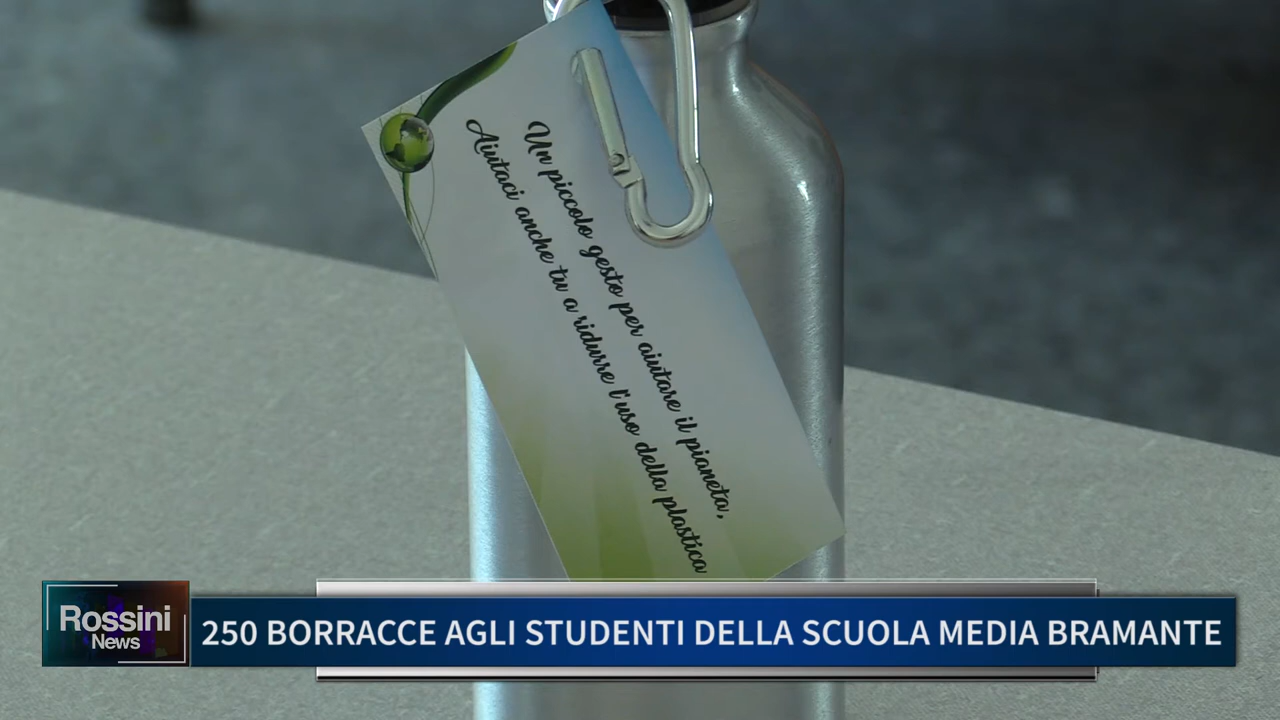 Un piccolo gesto per aiutare il pianeta,
Aiutaci anche tu a ridurre l'uso della plastica
Rossini
News
250 BORRACCE AGLI STUDENTI DELLA SCUOLA MEDIA BRAMANTE